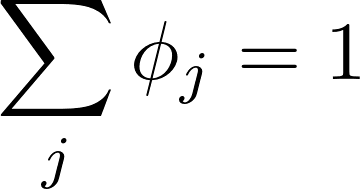 \sum_j \phi_j = 1